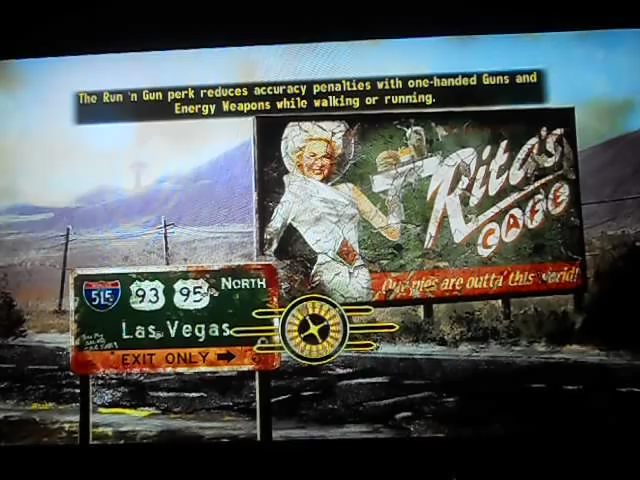 The Run 'n Gun perk reduces accuracy penalties with one-handed Guns and
Energy Weapons while walking or running.
Rita's
CAFE
Our pies are outta' this world!
515
93
95
NORTH
Las Vegas
EXIT ONLY